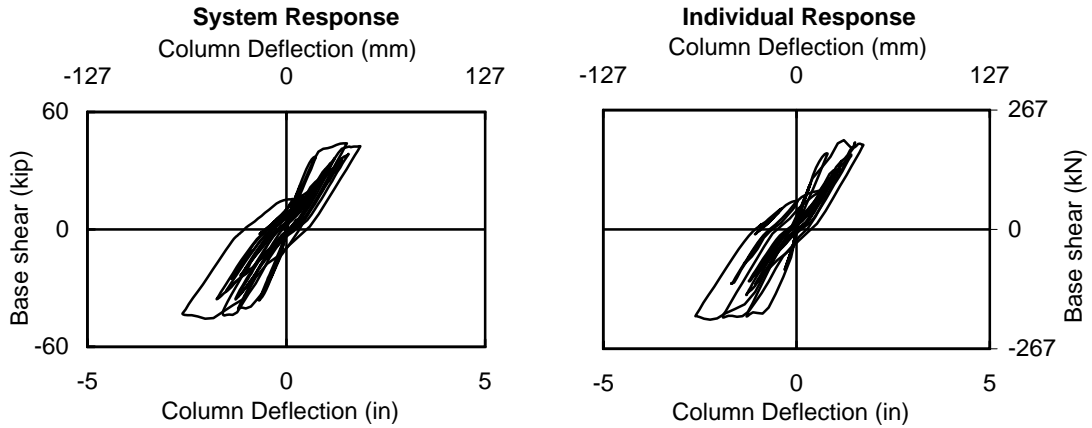 System Response
Column Deflection (mm)
-127 0 127
60
0
-60
Base shear (kip)
-5 0 5
Column Deflection (in)
Individual Response
Column Deflection (mm)
-127 0 127
267
0
-267
Base shear (kN)
-5 0 5
Column Deflection (in)